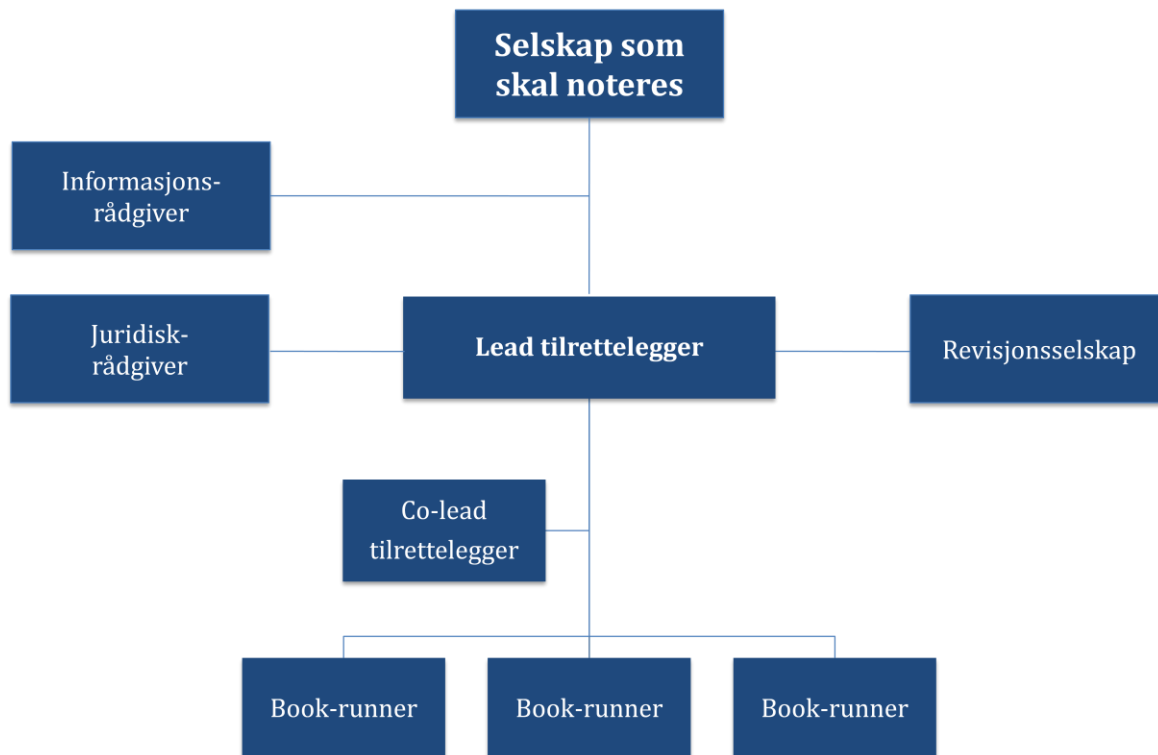 Selskap som
skal noteres
Informasjons-
rådgiver
Juridisk-
rådgiver
Lead tilrettelegger
Revisjonsselskap
Co-lead
tilrettelegger
Book-runner
Book-runner
Book-runner